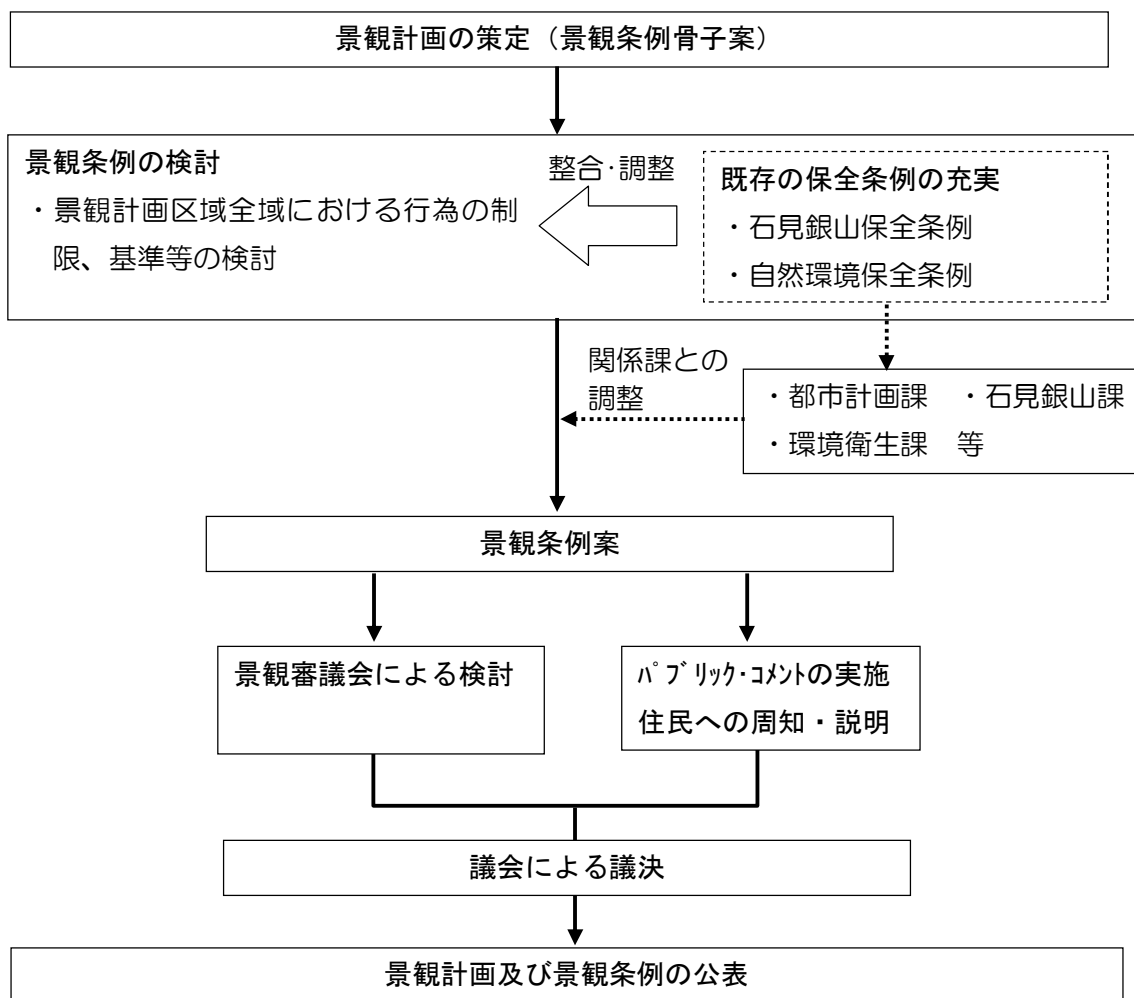 景観計画の策定（景観条例骨子案）
景観条例の検討
・景観計画区域全域における行為の制
限、基準等の検討
整合･調整
既存の保全条例の充実
・石見銀山保全条例
・自然環境保全条例
関係課との
調整
・都市計画課　・石見銀山課
・環境衛生課　等
景観条例案
景観審議会による検討
ﾊﾟﾌﾞﾘｯｸ･ｺﾒﾝﾄの実施
住民への周知・説明
議会による議決
景観計画及び景観条例の公表